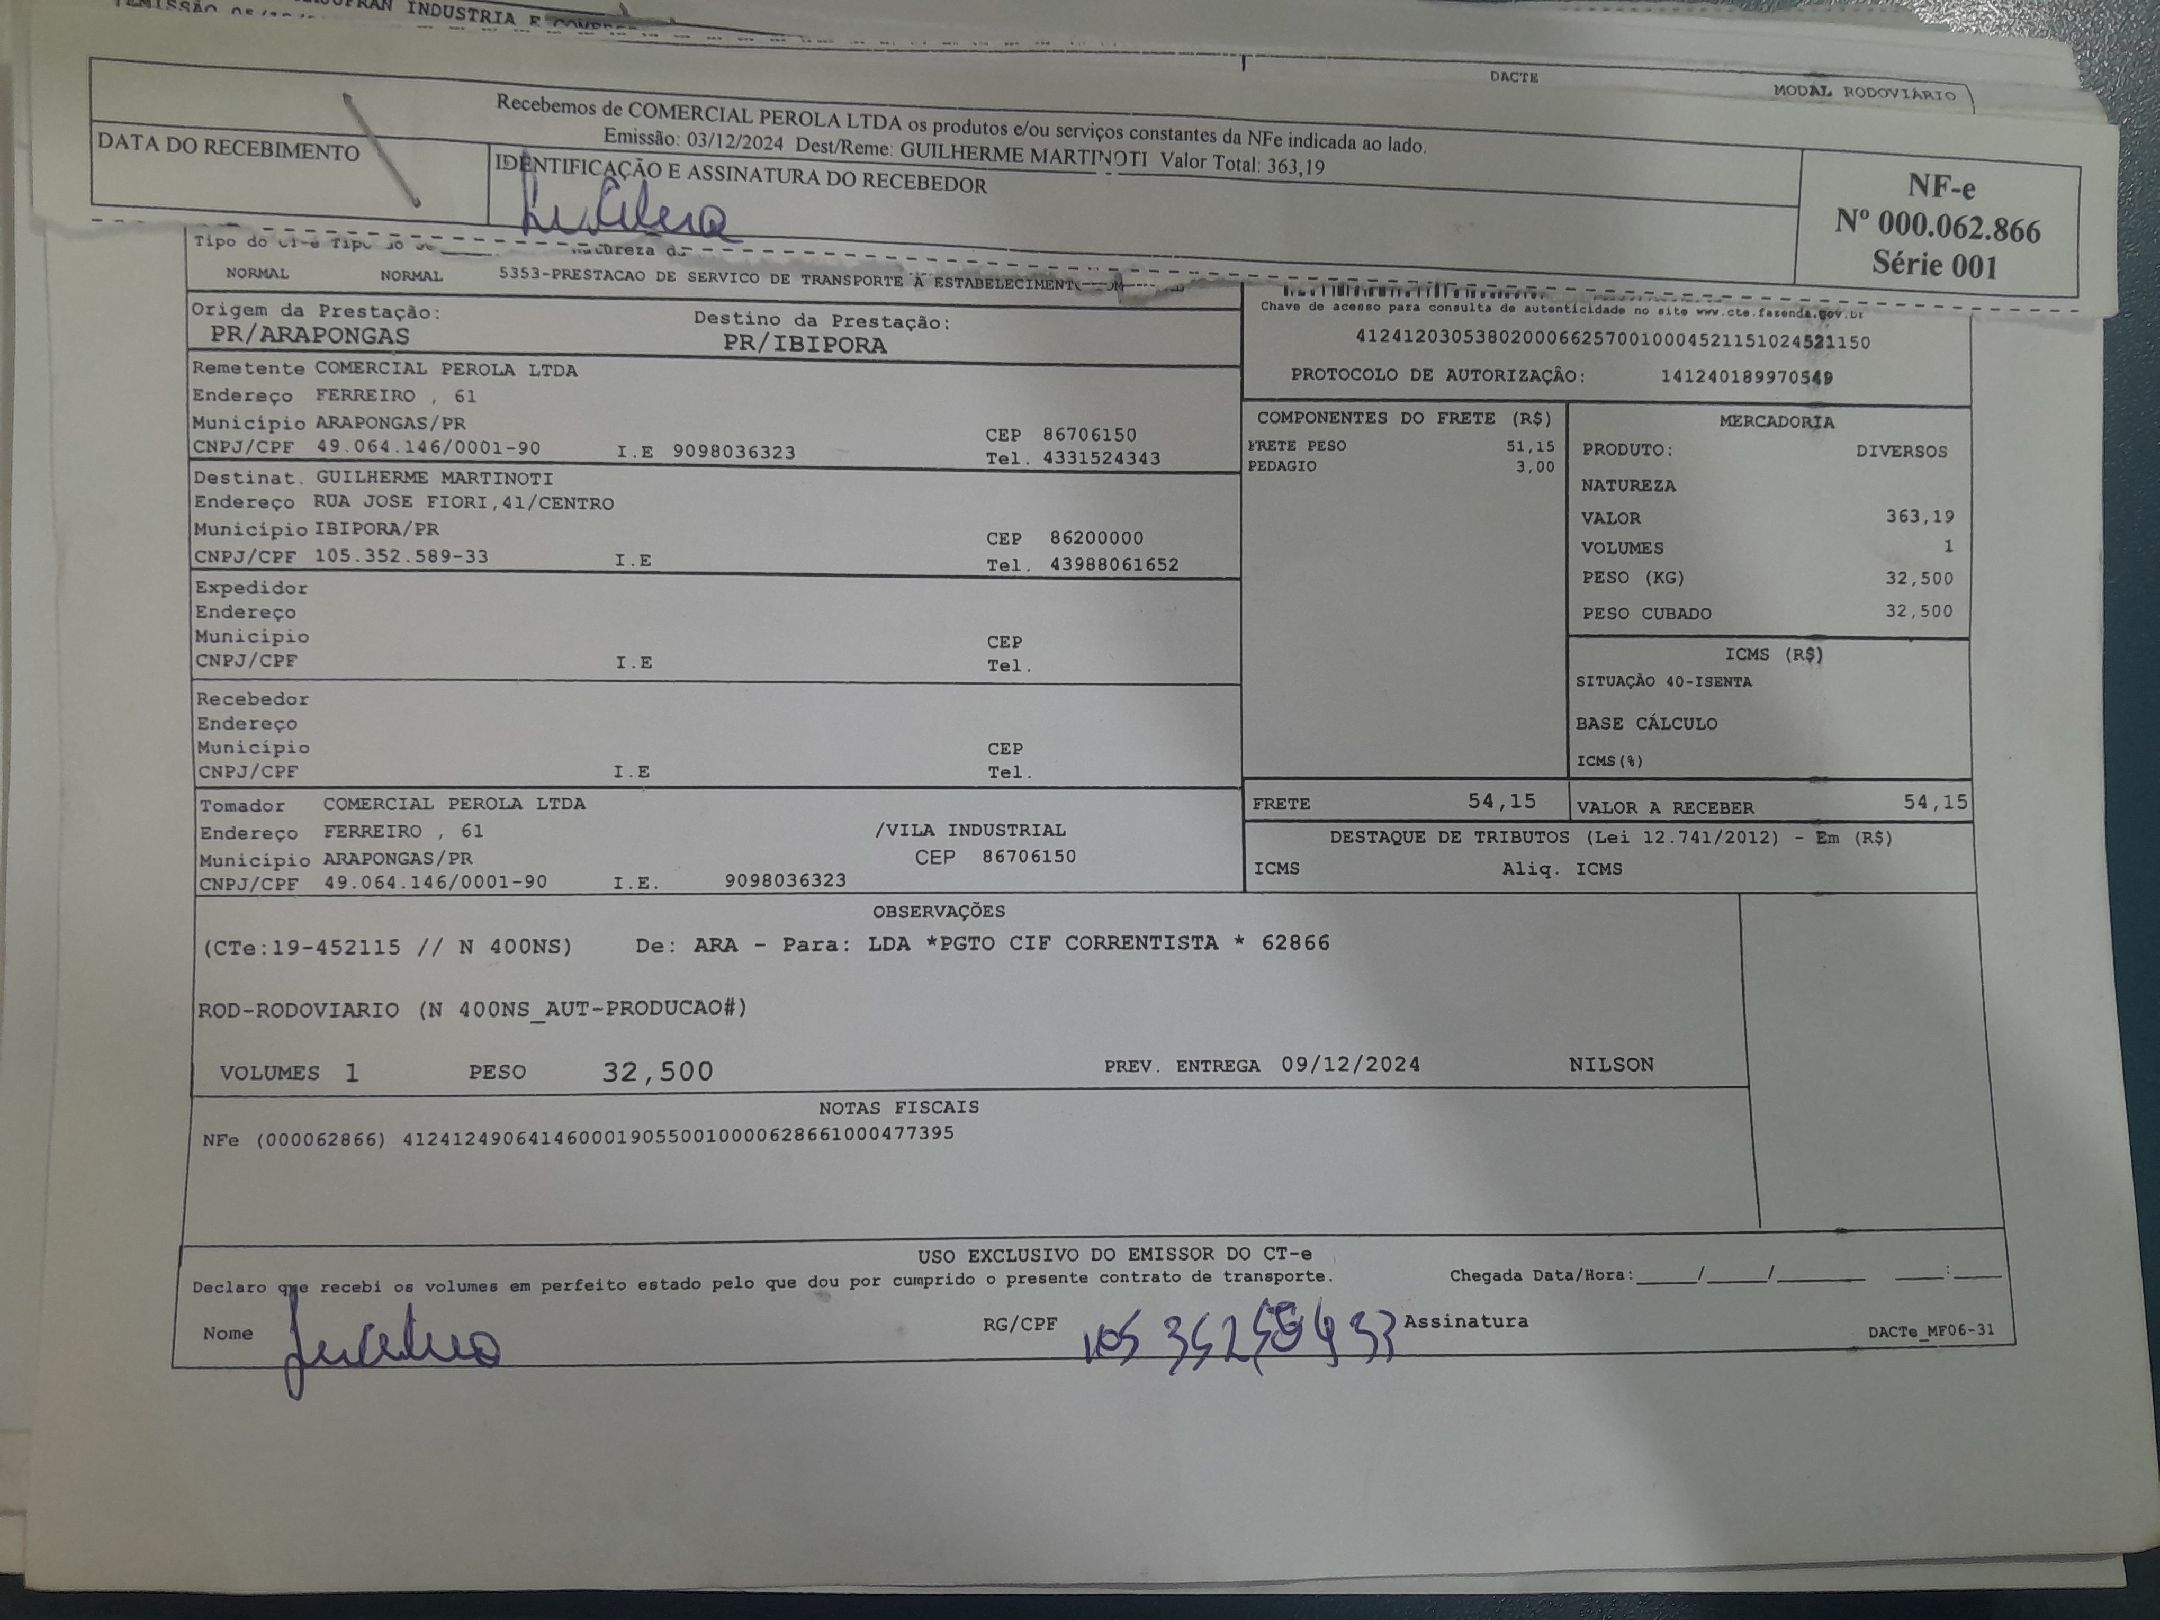 INDUSTRIA E
DACTE
MODAL RODOVIÁRIO
Recebemos de COMERCIAL PEROLA LTDA os produtos e/ou serviços constantes da NFe indicada ao lado.
Emissão: 03/12/2024 Dest/Reme: GUILHERME MARTINOTI Valor Total: 363,19
DATA DO RECEBIMENTO
IDENTIFICAÇÃO E ASSINATURA DO RECEBEDOR
NF-e
Nº 000.062.866
Série 001
Tipo do CT-e Tipo do
NORMAL NORMAL 5353-PRESTACAO DE SERVICO DE TRANSPORTE A
Origem da Prestação: Destino da Prestação:
PR/ARAPONGAS PR/IBIPORA
Remetente COMERCIAL PEROLA LTDA
Endereço FERREIRO , 61
Município ARAPONGAS/PR CEP 86706150
CNPJ/CPF 49.064.146/0001-90 I.E 9098036323 Tel. 4331524343
Destinat. GUILHERME MARTINOTI
Endereço RUA JOSE FIORI,41/CENTRO
Município IBIPORA/PR CEP 86200000
CNPJ/CPF 105.352.589-33 I.E Tel. 43988061652
Expedidor
Endereço
Município CEP
CNPJ/CPF I.E Tel.
Recebedor
Endereço
Município CEP
CNPJ/CPF I.E Tel.
Tomador COMERCIAL PEROLA LTDA
Endereço FERREIRO , 61 /VILA INDUSTRIAL
Município ARAPONGAS/PR CEP 86706150
CNPJ/CPF 49.064.146/0001-90 I.E. 9098036323
Chave de acesso para consulta de autenticidade no site www.cte.fazenda.gov.br
41241203053802000662570010004521151024521150
PROTOCOLO DE AUTORIZAÇÃO: 141240189970549
COMPONENTES DO FRETE (R$)
FRETE PESO 51,15
PEDAGIO 3,00
MERCADORIA
PRODUTO: DIVERSOS
NATUREZA
VALOR 363,19
VOLUMES 1
PESO (KG) 32,500
PESO CUBADO 32,500
ICMS (R$)
SITUAÇÃO 40-ISENTA
BASE CÁLCULO
ICMS(%)
FRETE 54,15 VALOR A RECEBER 54,15
DESTAQUE DE TRIBUTOS (Lei 12.741/2012) - Em (R$)
ICMS Aliq. ICMS
OBSERVAÇÕES
(CTe:19-452115 // N 400NS) De: ARA - Para: LDA *PGTO CIF CORRENTISTA * 62866
ROD-RODOVIARIO (N 400NS_AUT-PRODUCAO#)
VOLUMES 1 PESO 32,500 PREV. ENTREGA 09/12/2024 NILSON
NOTAS FISCAIS
NFe (000062866) 41241249064146000190550010000628661000477395
USO EXCLUSIVO DO EMISSOR DO CT-e
Declaro que recebi os volumes em perfeito estado pelo que dou por cumprido o presente contrato de transporte. Chegada Data/Hora:_____/_____/_______ ____:____
Nome RG/CPF Assinatura
DACTe_MF06-31